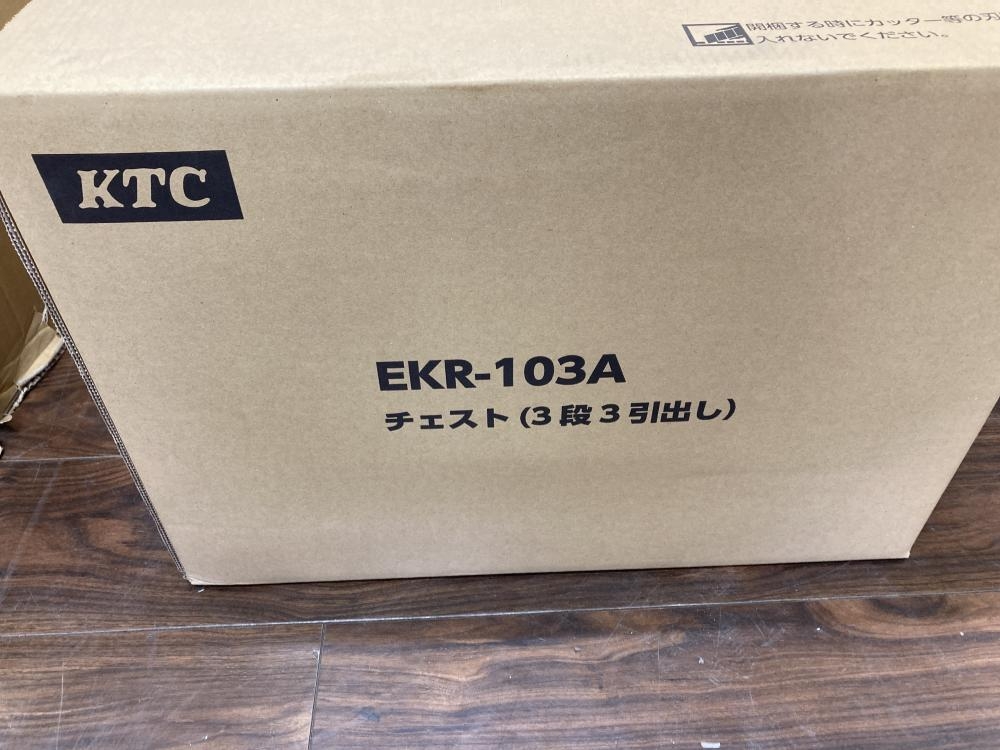 開梱する時にカッター等の刃
入れないでください。
KTC
EKR-103A
チェスト(3段3引出し)